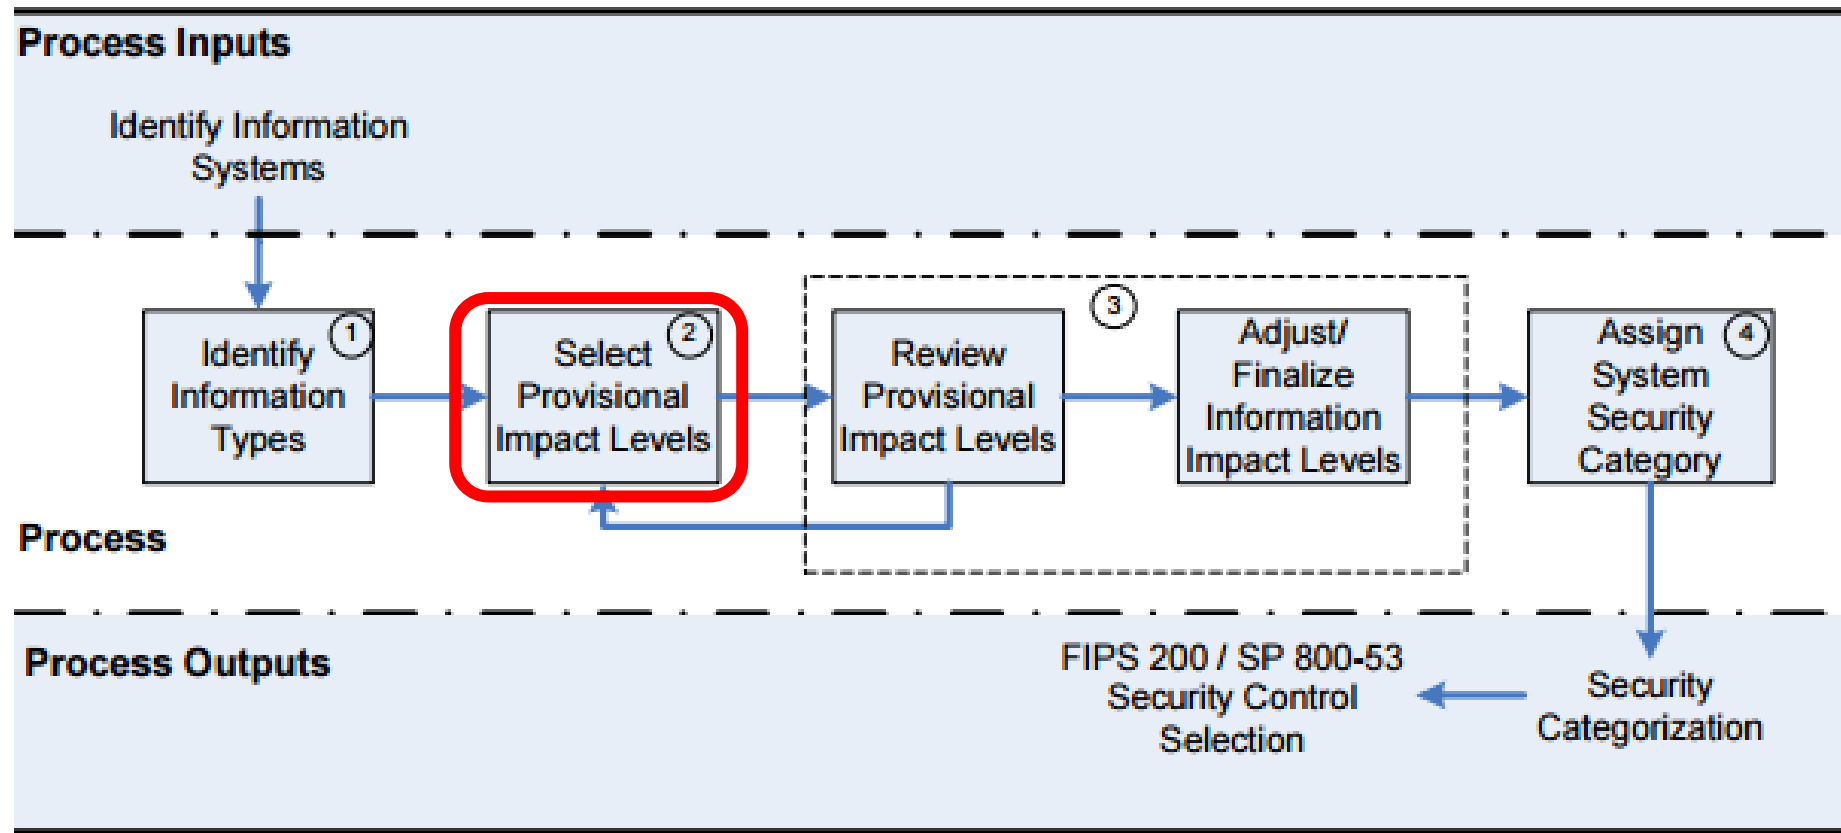 Process Inputs
Identify Information
Systems
1
Identify
Information
Types
2
Select
Provisional
Impact Levels
3
Review
Provisional
Impact Levels
Adjust/
Finalize
Information
Impact Levels
4
Assign
System
Security
Category
Process
Process Outputs
FIPS 200 / SP 800-53
Security Control
Selection
Security
Categorization